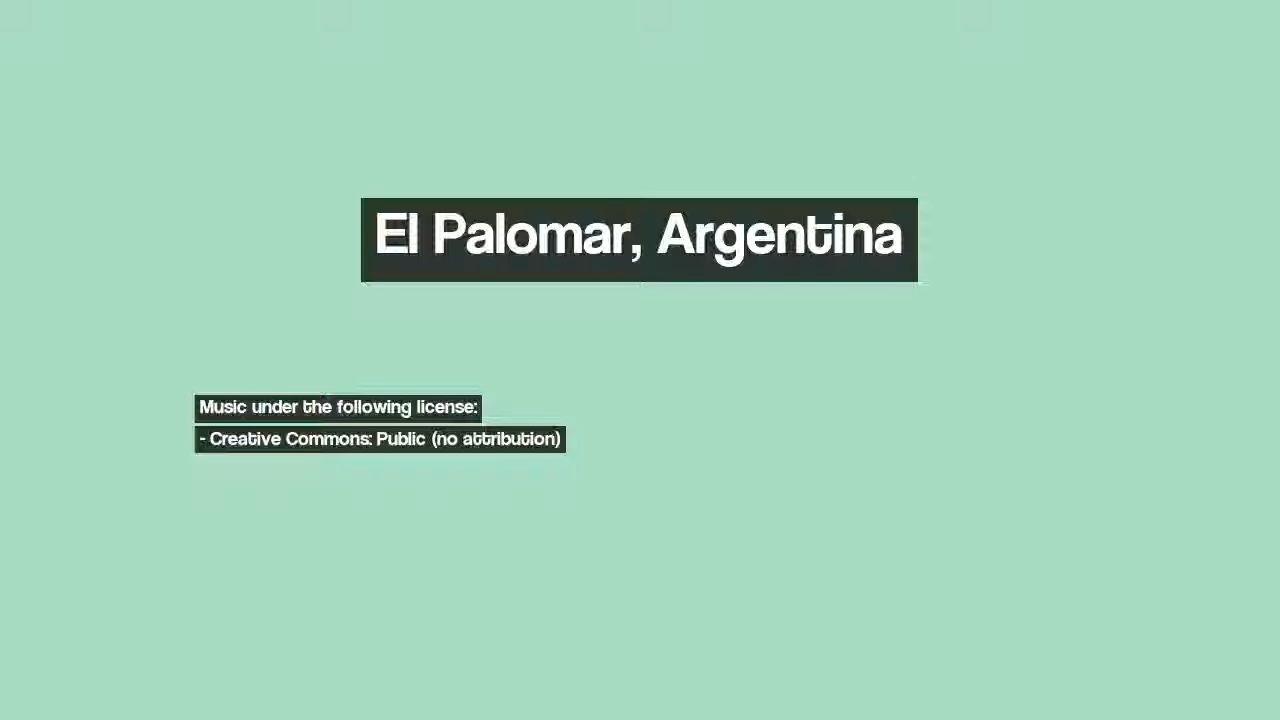 El Palomar, Argentina
Music under the following license:
- Creative Commons: Public (no attribution)